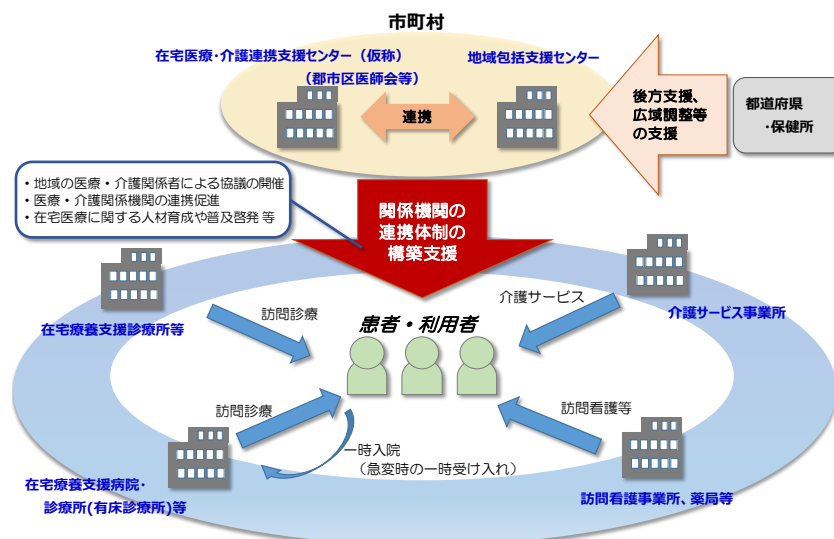 市町村
在宅医療・介護連携支援センター（仮称）
（郡市区医師会等）
地域包括支援センター
連携
後方支援、
広域調整等
の支援
都道府県
・保健所
・地域の医療・介護関係者による協議の開催
・医療・介護関係機関の連携促進
・在宅医療に関する人材育成や普及啓発 等
関係機関の
連携体制の
構築支援
在宅療養支援診療所等
訪問診療
介護サービス
介護サービス事業所
患者・利用者
訪問診療
訪問看護等
一時入院
（急変時の一時受け入れ）
在宅療養支援病院・
診療所(有床診療所)等
訪問看護事業所、薬局等